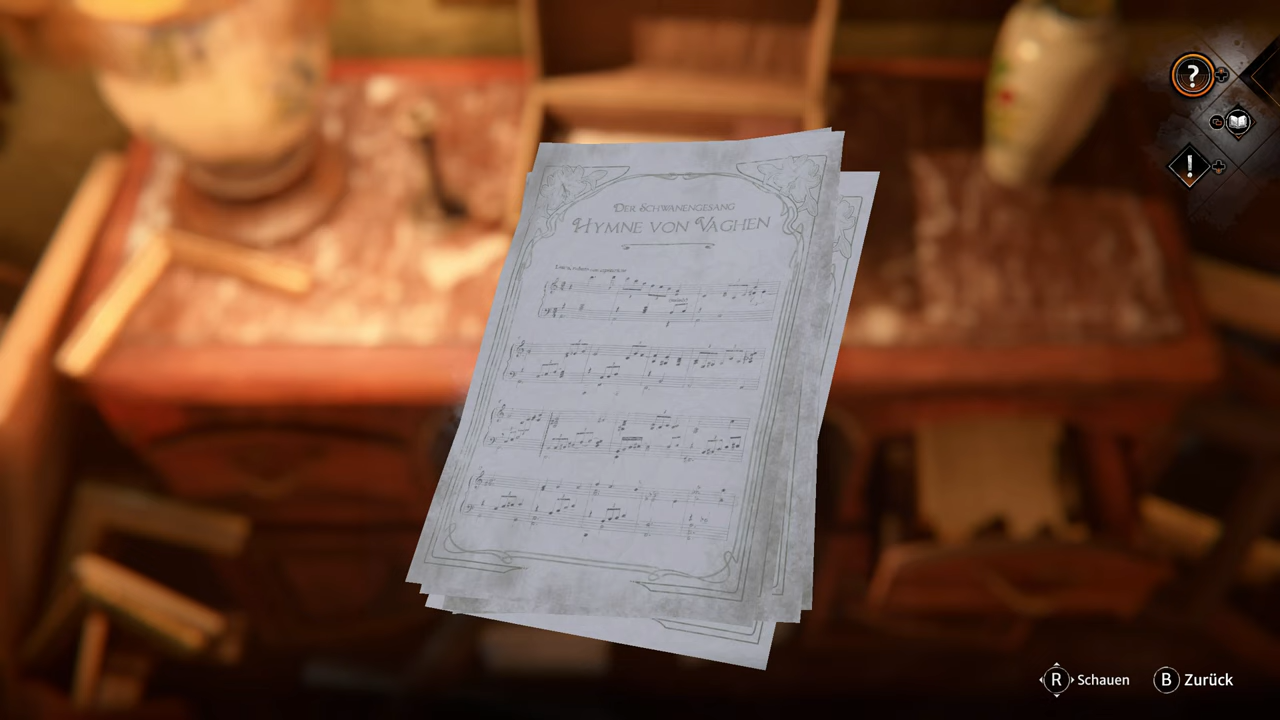 Der Schwanengesang
Hymne von Vaghen
?
!
R Schauen
B Zurück